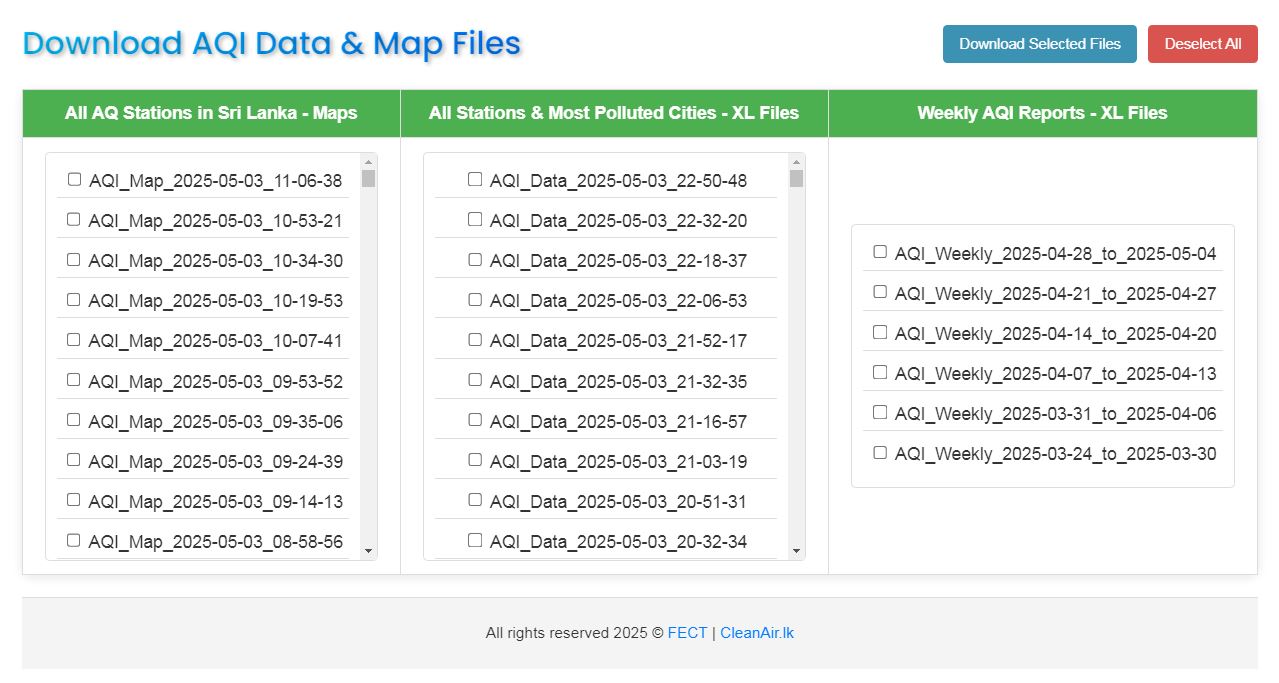 Download AQI Data & Map Files
Download Selected Files
Deselect All
All AQ Stations in Sri Lanka - Maps
AQI_Map_2025-05-03_11-06-38
AQI_Map_2025-05-03_10-53-21
AQI_Map_2025-05-03_10-34-30
AQI_Map_2025-05-03_10-19-53
AQI_Map_2025-05-03_10-07-41
AQI_Map_2025-05-03_09-53-52
AQI_Map_2025-05-03_09-35-06
AQI_Map_2025-05-03_09-24-39
AQI_Map_2025-05-03_09-14-13
AQI_Map_2025-05-03_08-58-56
All Stations & Most Polluted Cities - XL Files
AQI_Data_2025-05-03_22-50-48
AQI_Data_2025-05-03_22-32-20
AQI_Data_2025-05-03_22-18-37
AQI_Data_2025-05-03_22-06-53
AQI_Data_2025-05-03_21-52-17
AQI_Data_2025-05-03_21-32-35
AQI_Data_2025-05-03_21-16-57
AQI_Data_2025-05-03_21-03-19
AQI_Data_2025-05-03_20-51-31
AQI_Data_2025-05-03_20-32-34
Weekly AQI Reports - XL Files
AQI_Weekly_2025-04-28_to_2025-05-04
AQI_Weekly_2025-04-21_to_2025-04-27
AQI_Weekly_2025-04-14_to_2025-04-20
AQI_Weekly_2025-04-07_to_2025-04-13
AQI_Weekly_2025-03-31_to_2025-04-06
AQI_Weekly_2025-03-24_to_2025-03-30
All rights reserved 2025 © FECT | CleanAir.lk